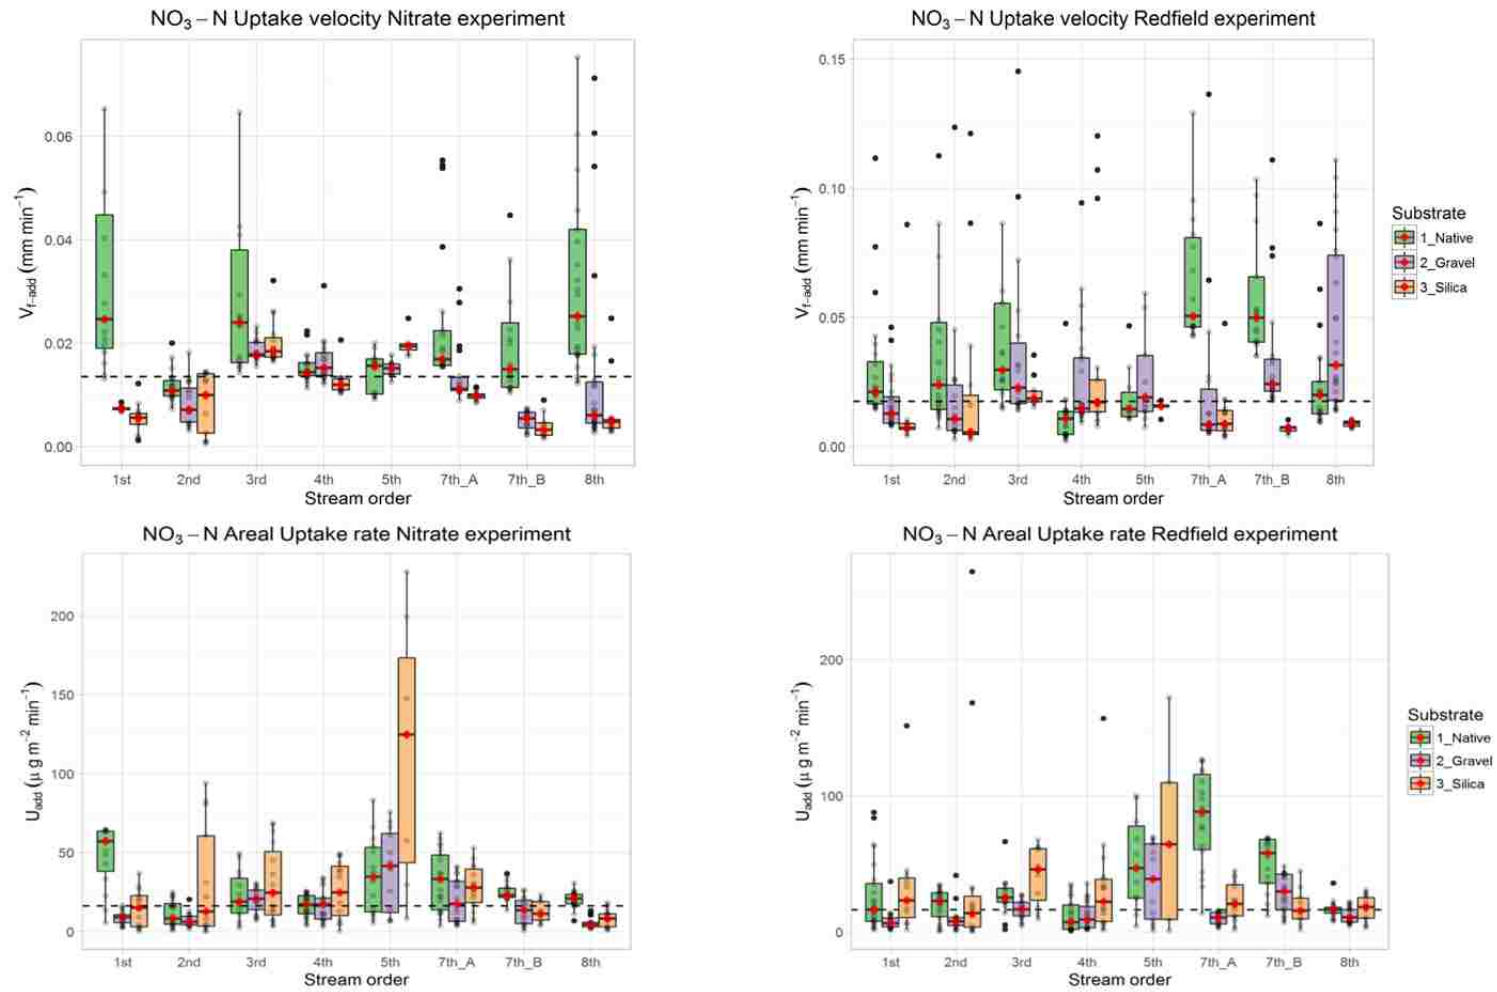 NO3 – N Uptake velocity Nitrate experiment
Vf-add (mm min−1)
0.06
0.04
0.02
0.00
1st 2nd 3rd 4th 5th 7th_A 7th_B 8th
Stream order
NO3 – N Uptake velocity Redfield experiment
Vf-add (mm min−1)
0.15
0.10
0.05
0.00
1st 2nd 3rd 4th 5th 7th_A 7th_B 8th
Stream order
Substrate
1_Native
2_Gravel
3_Silica
NO3 – N Areal Uptake rate Nitrate experiment
Uadd (μ g m−2 min−1)
200
150
100
50
0
1st 2nd 3rd 4th 5th 7th_A 7th_B 8th
Stream order
NO3 – N Areal Uptake rate Redfield experiment
Uadd (μ g m−2 min−1)
200
100
0
1st 2nd 3rd 4th 5th 7th_A 7th_B 8th
Stream order
Substrate
1_Native
2_Gravel
3_Silica